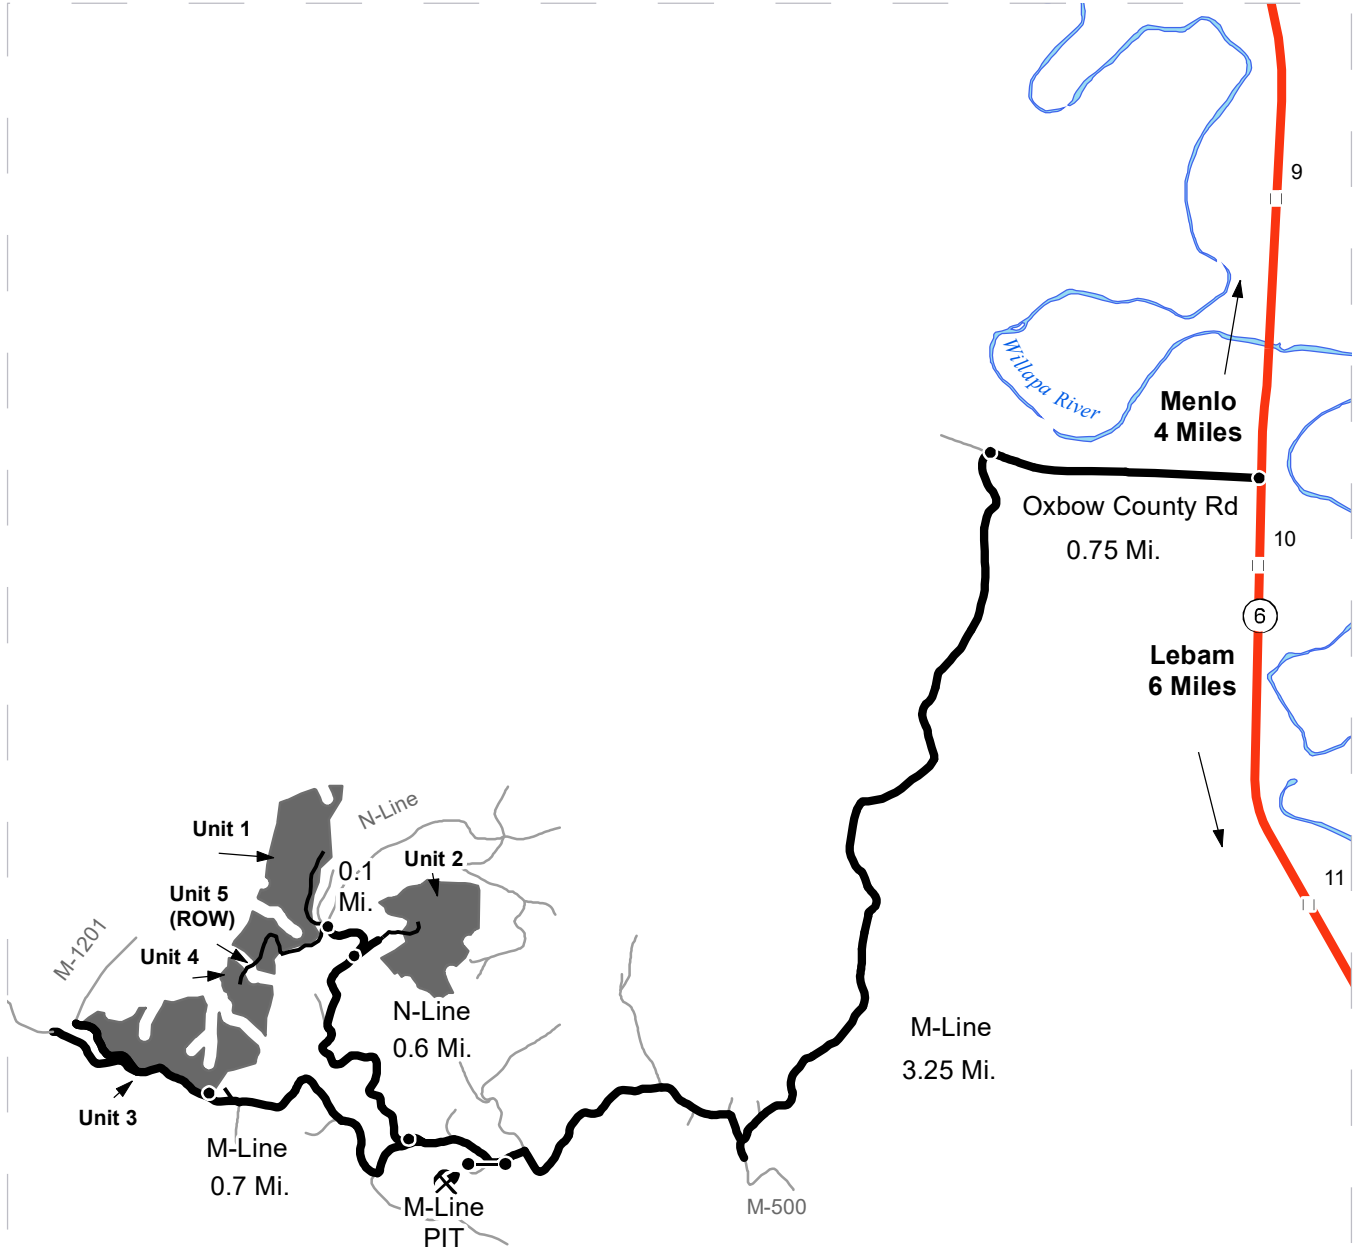 9
Willapa River
Menlo
4 Miles
Oxbow County Rd
0.75 Mi.
10
6
Lebam
6 Miles
11
N-Line
Unit 1
0.1
Mi.
Unit 2
Unit 5
(ROW)
M-1201
Unit 4
N-Line
0.6 Mi.
M-Line
3.25 Mi.
Unit 3
M-Line
0.7 Mi.
M-Line
PIT
M-500